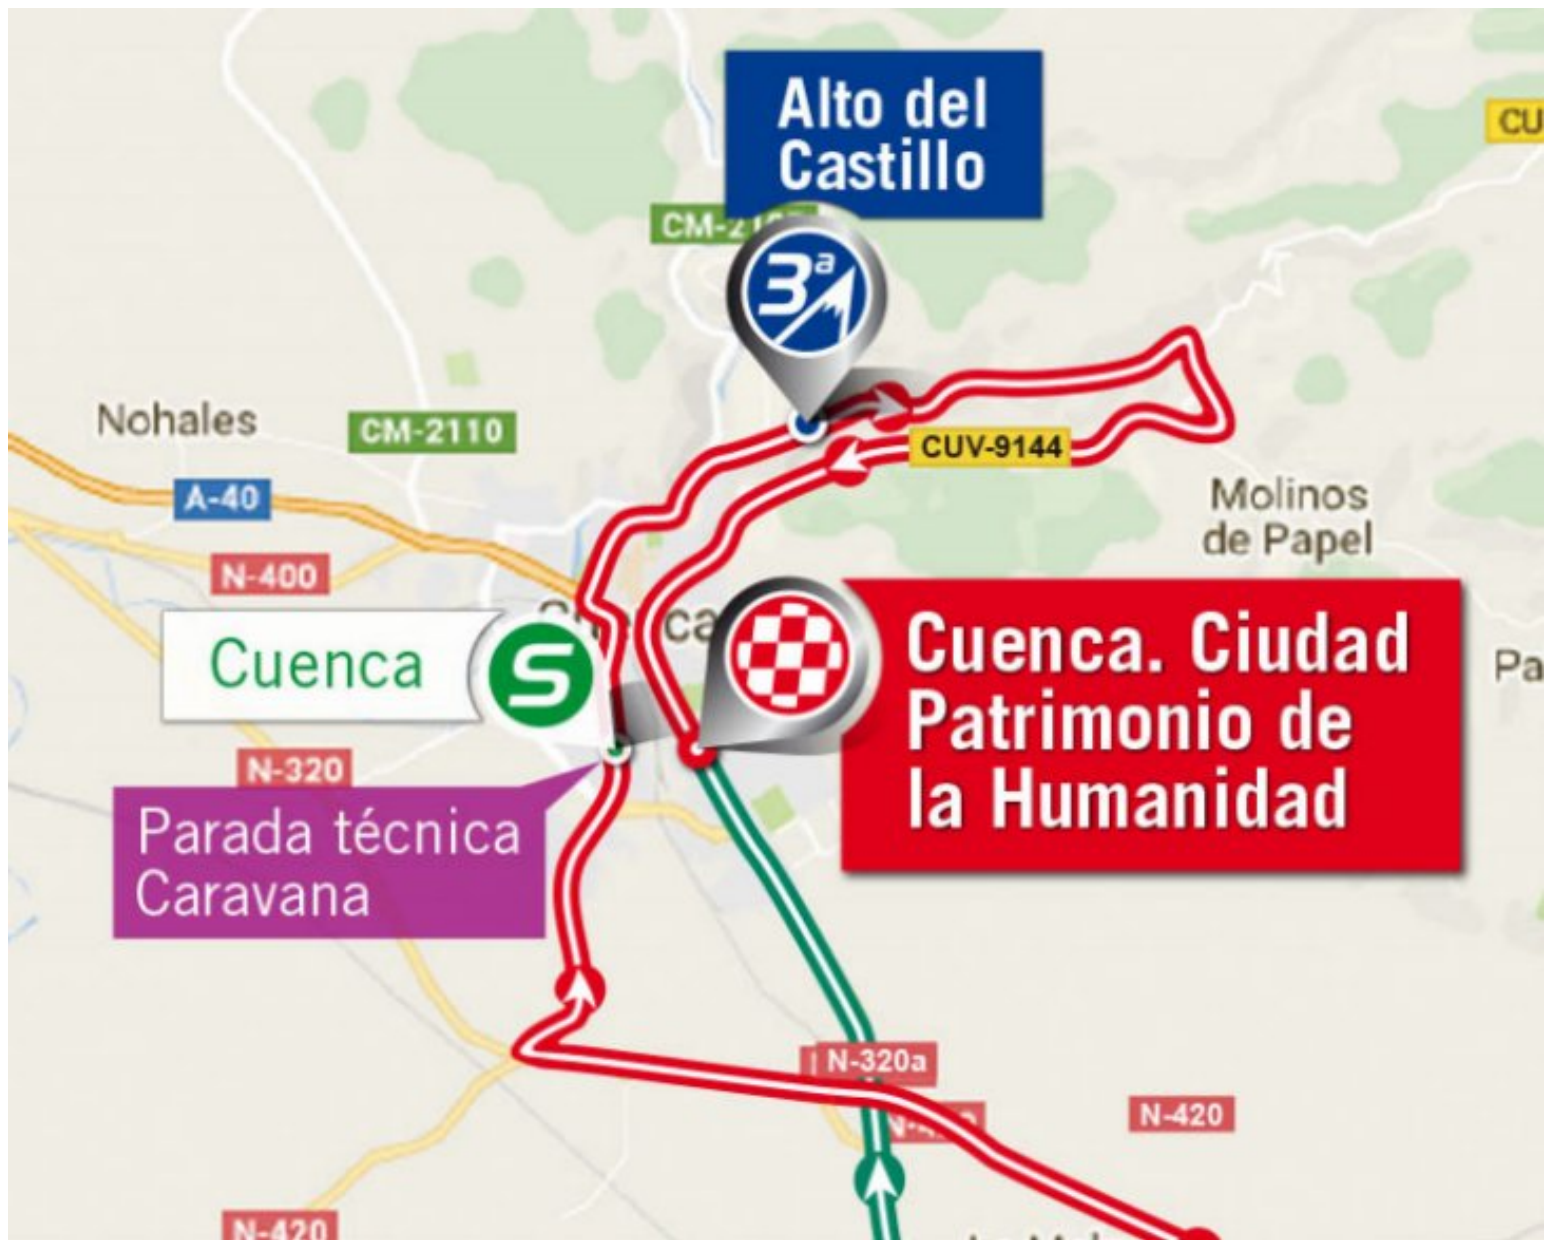 Alto del
Castillo
CU
3ª
Nohales
CM-2110
CUV-9144
A-40
Molinos
de Papel
N-400
Cuenca
S
Cuenca. Ciudad
Patrimonio de
la Humanidad
Pa
N-320
Parada técnica
Caravana
N-320a
N-420
N-420